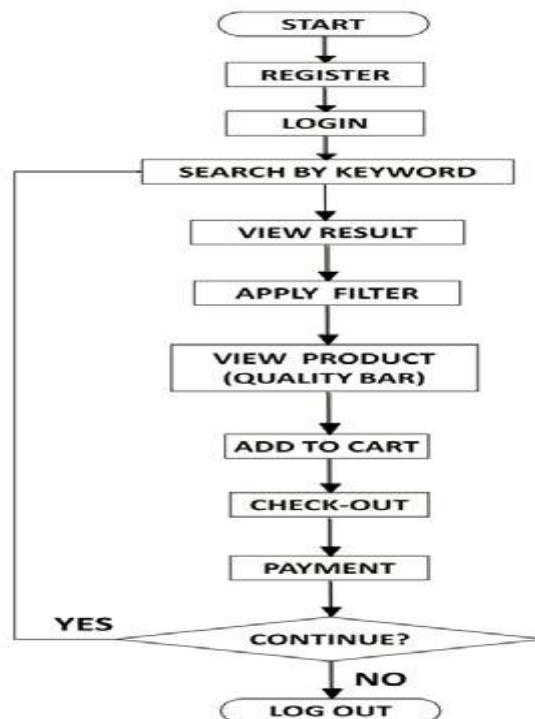 START
REGISTER
LOGIN
SEARCH BY KEYWORD
VIEW RESULT
APPLY FILTER
VIEW PRODUCT
(QUALITY BAR)
ADD TO CART
CHECK-OUT
PAYMENT
YES
CONTINUE?
NO
LOG OUT